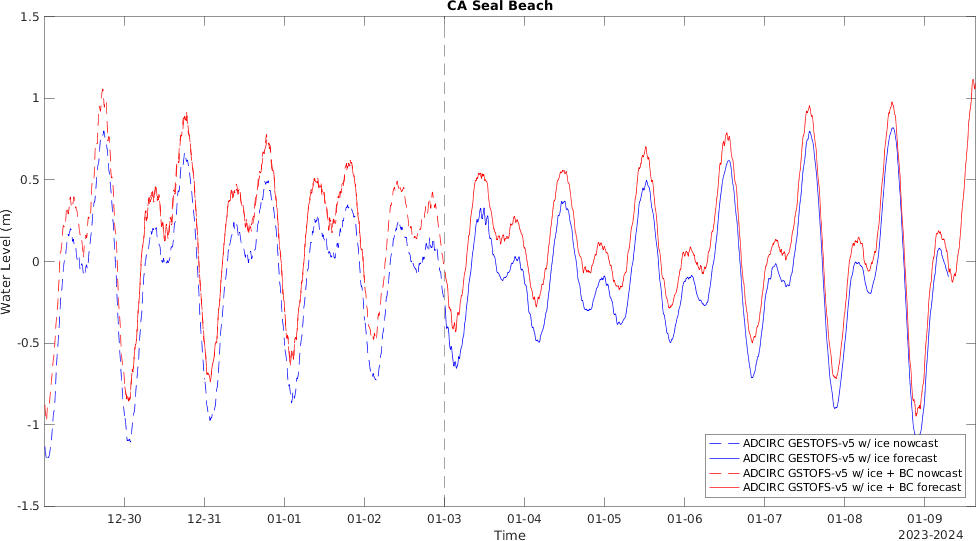 CA Seal Beach
1.5
1
0.5
0
-0.5
-1
-1.5
Water Level (m)
12-30 12-31 01-01 01-02 01-03 01-04 01-05 01-06 01-07 01-08 01-09
Time
2023-2024
ADCIRC GESTOFS-v5 w/ ice nowcast
ADCIRC GESTOFS-v5 w/ ice forecast
ADCIRC GSTOFS-v5 w/ ice + BC nowcast
ADCIRC GSTOFS-v5 w/ ice + BC forecast